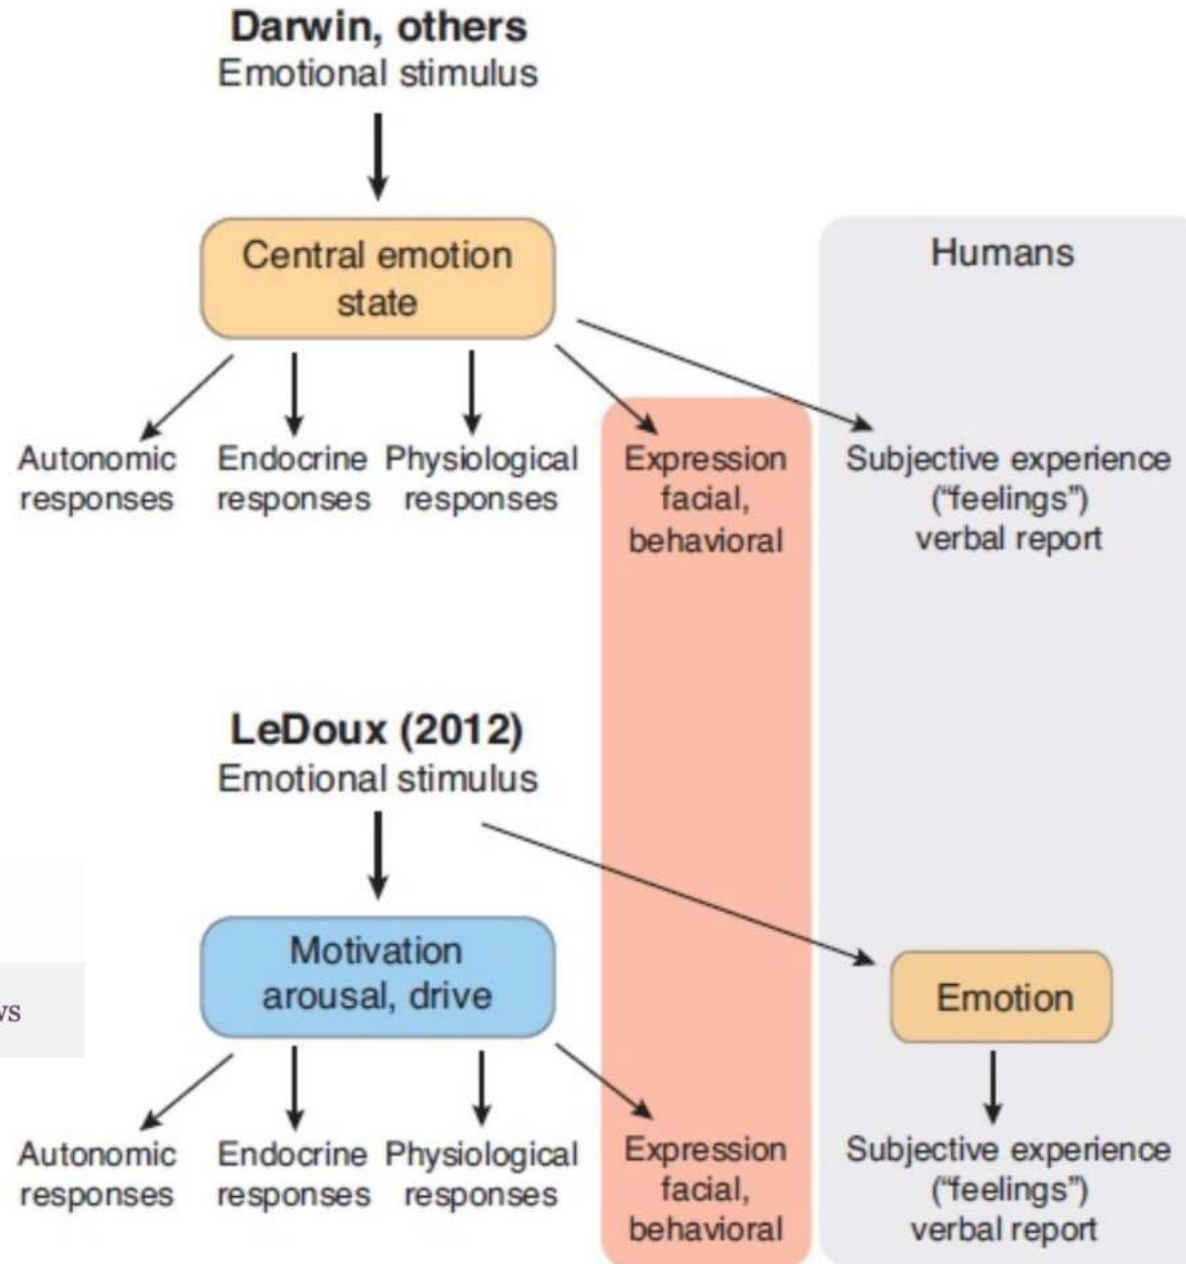 Darwin, others
Emotional stimulus
Central emotion
state
Humans
Autonomic
responses
Endocrine
responses
Physiological
responses
Expression
facial,
behavioral
Subjective experience
("feelings")
verbal report
LeDoux (2012)
Emotional stimulus
Motivation
arousal, drive
Emotion
ws
Autonomic
responses
Endocrine
responses
Physiological
responses
Expression
facial,
behavioral
Subjective experience
("feelings")
verbal report